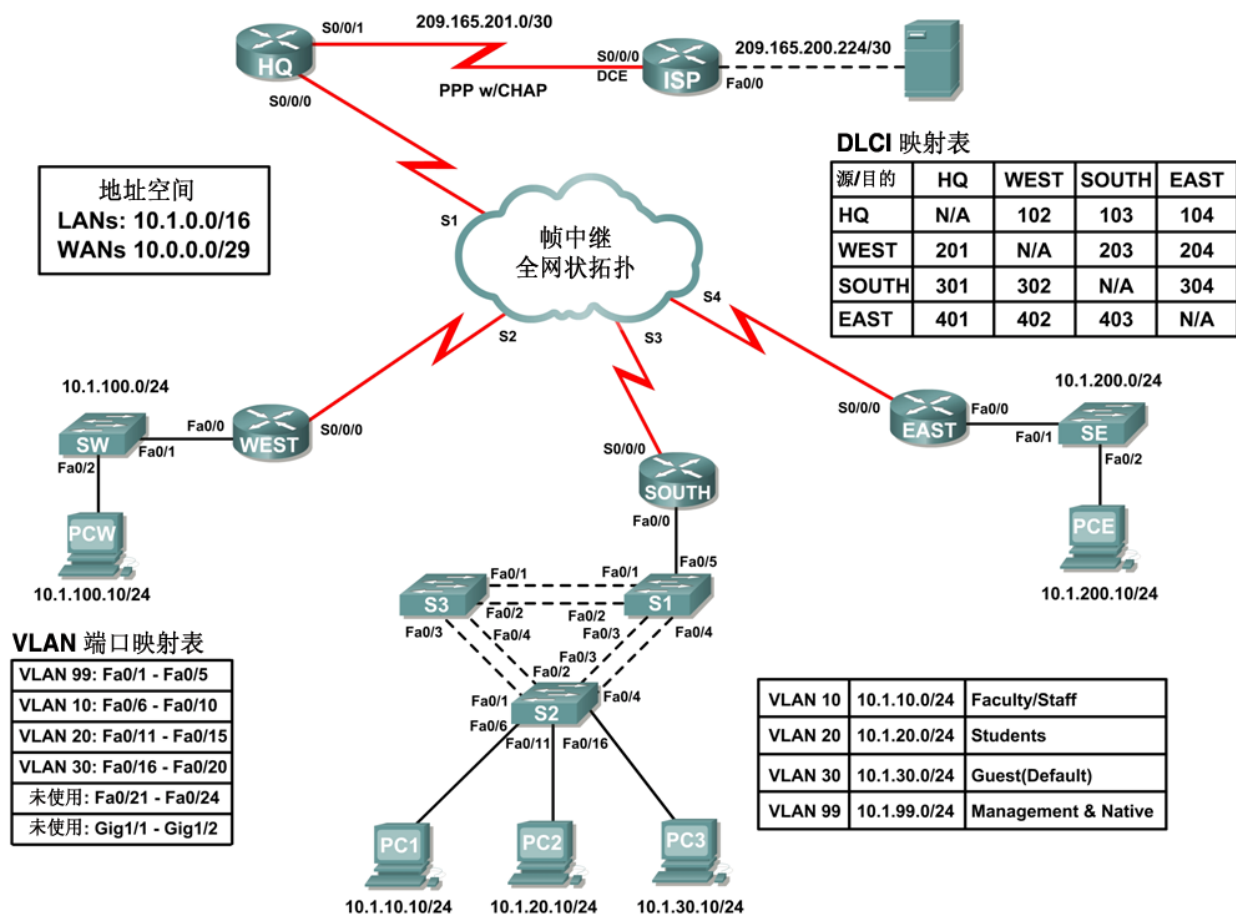 S0/0/1
209.165.201.0/30
HQ
S0/0/0
PPP w/CHAP
S0/0/0
DCE
ISP
Fa0/0
209.165.200.224/30
地址空间
LANs: 10.1.0.0/16
WANs 10.0.0.0/29
DLCI 映射表
源/目的 HQ WEST SOUTH EAST
HQ N/A 102 103 104
WEST 201 N/A 203 204
SOUTH 301 302 N/A 304
EAST 401 402 403 N/A
S1
帧中继
全网状拓扑
S2
S3
S4
10.1.100.0/24
SW
Fa0/0
Fa0/1
Fa0/2
WEST
S0/0/0
PCW
10.1.100.10/24
S0/0/0
SOUTH
Fa0/0
S0/0/0
EAST
Fa0/0
10.1.200.0/24
Fa0/1
SE
Fa0/2
PCE
10.1.200.10/24
Fa0/1
Fa0/1
Fa0/5
S3
Fa0/2
Fa0/2
S1
Fa0/3
Fa0/4
Fa0/3
Fa0/4
Fa0/3
Fa0/2
Fa0/1
Fa0/4
S2
Fa0/6
Fa0/11
Fa0/16
PC1
PC2
PC3
10.1.10.10/24
10.1.20.10/24
10.1.30.10/24
VLAN 端口映射表
VLAN 99: Fa0/1 - Fa0/5
VLAN 10: Fa0/6 - Fa0/10
VLAN 20: Fa0/11 - Fa0/15
VLAN 30: Fa0/16 - Fa0/20
未使用: Fa0/21 - Fa0/24
未使用: Gig1/1 - Gig1/2
VLAN 10 10.1.10.0/24 Faculty/Staff
VLAN 20 10.1.20.0/24 Students
VLAN 30 10.1.30.0/24 Guest(Default)
VLAN 99 10.1.99.0/24 Management & Native